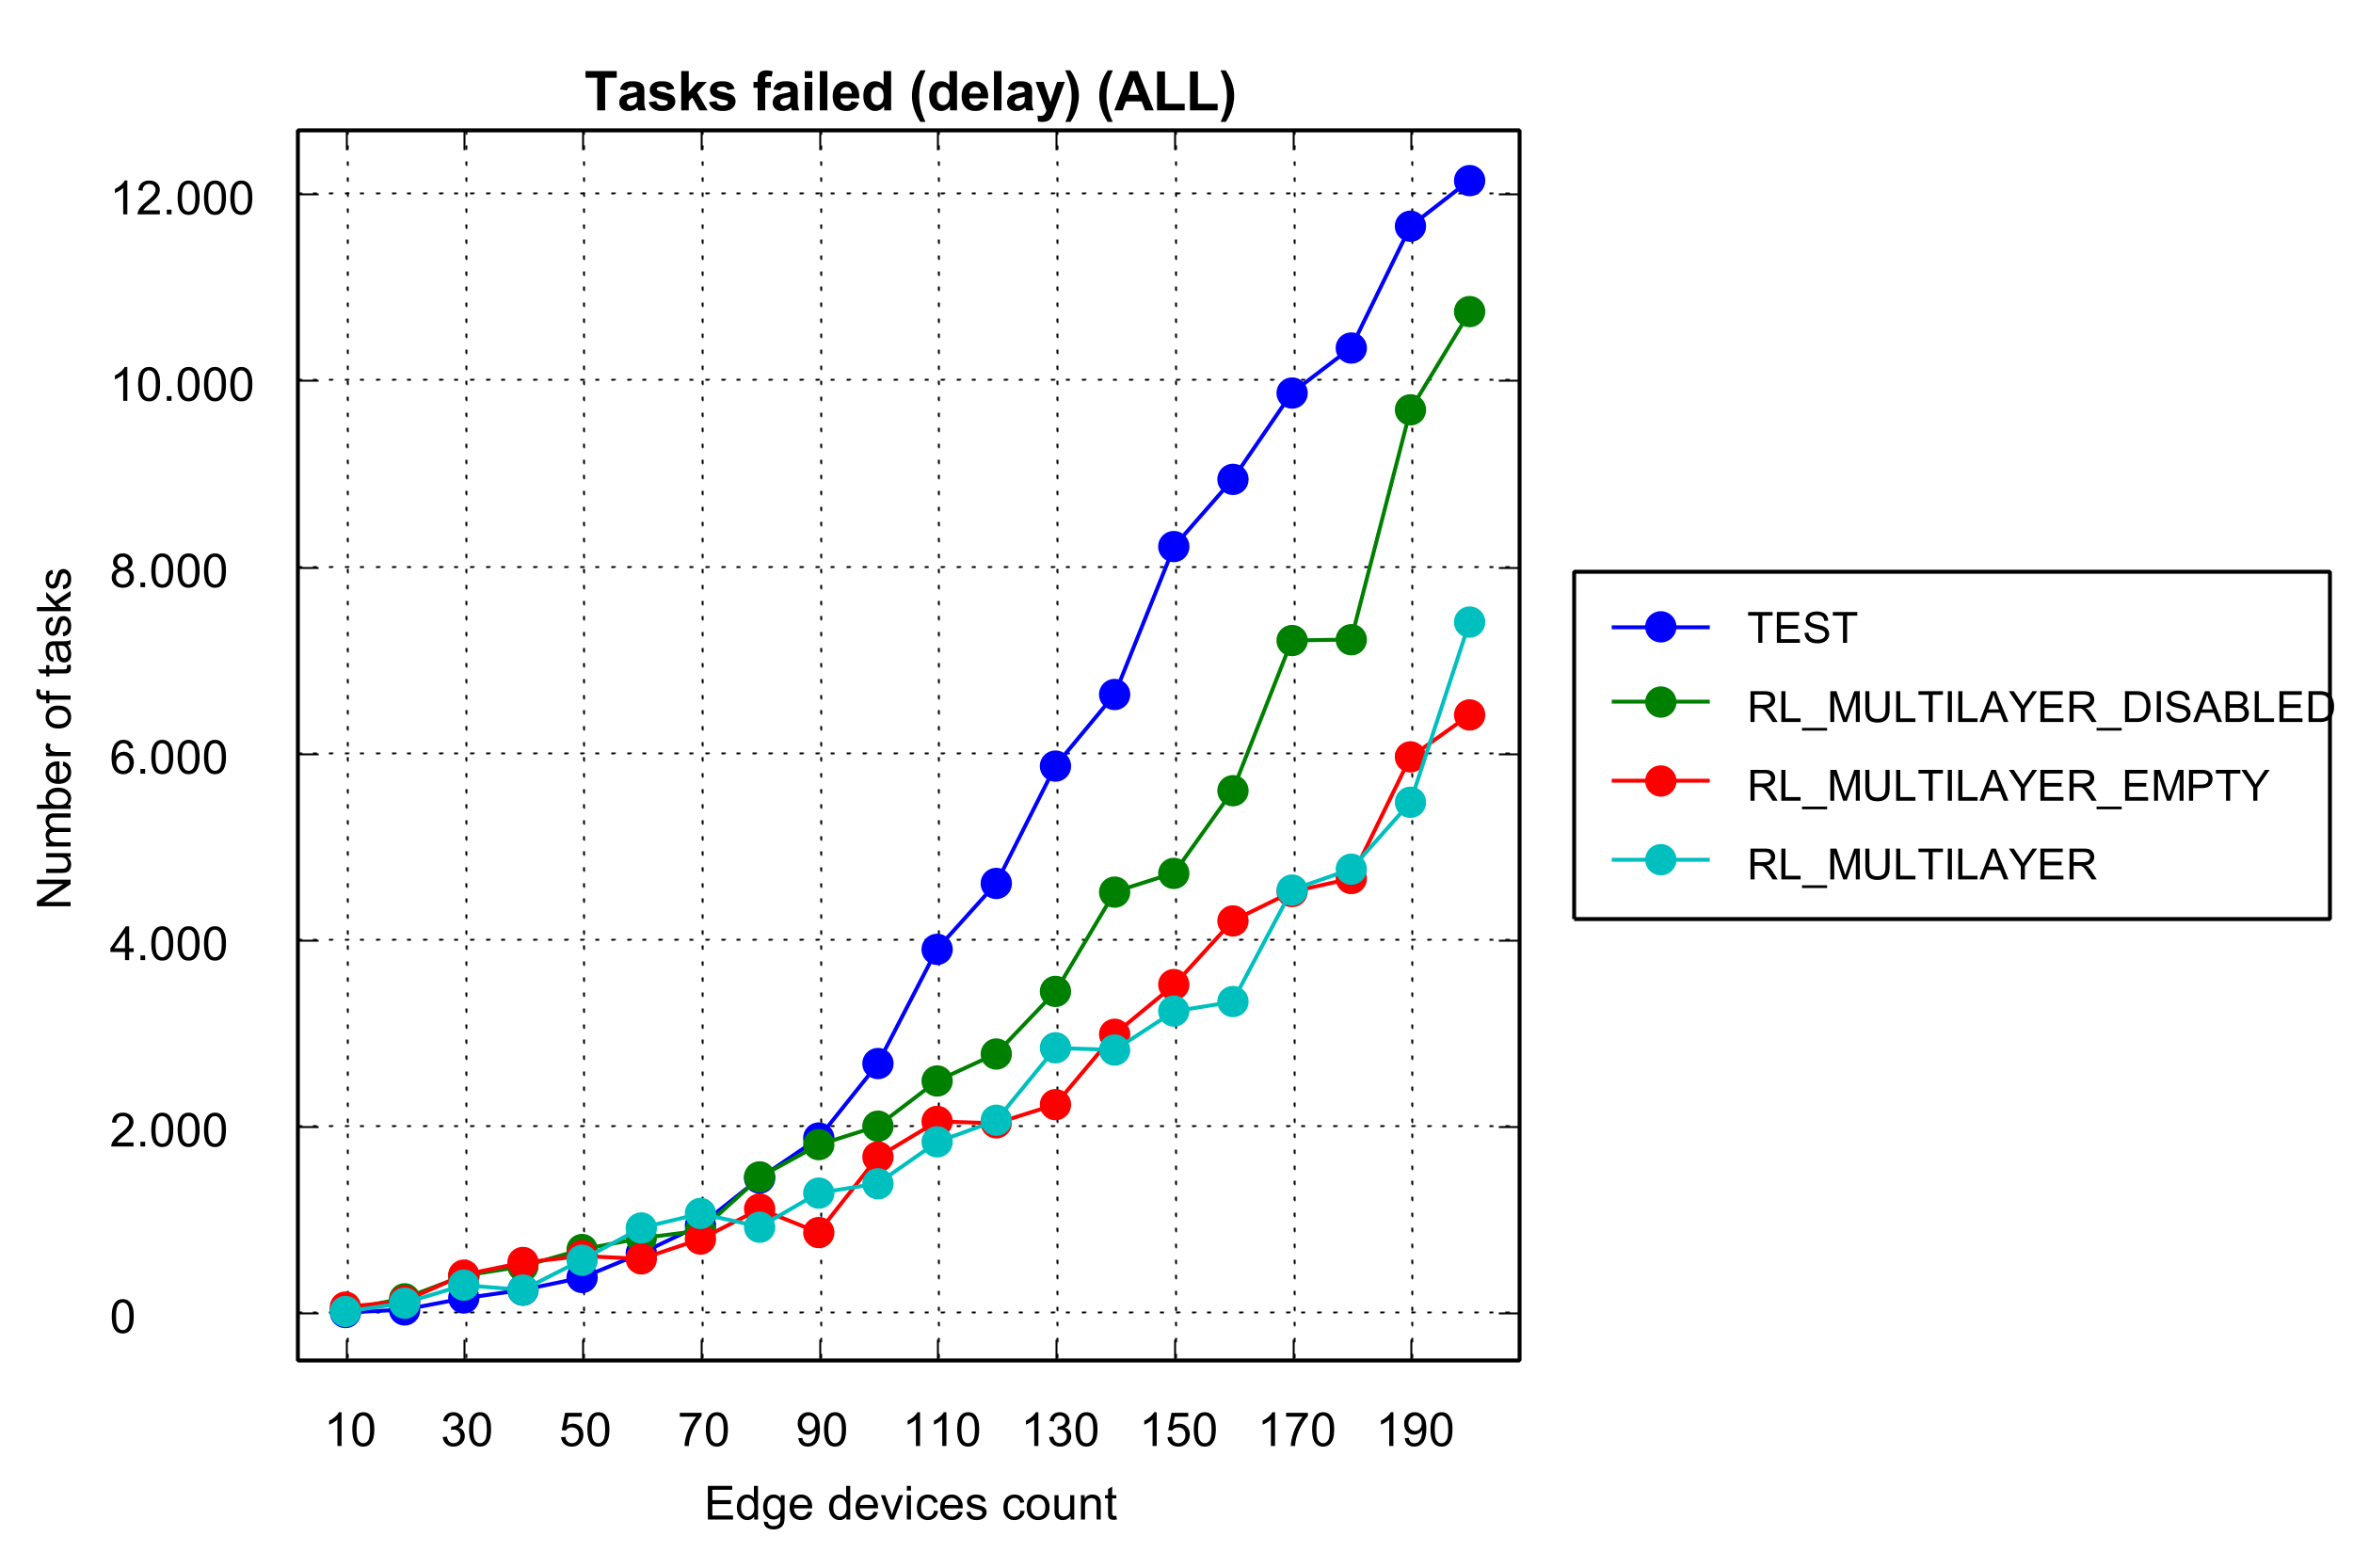 Tasks failed (delay) (ALL)
12.000
10.000
8.000
6.000
4.000
2.000
0
Number of tasks
10 30 50 70 90 110 130 150 170 190
Edge devices count
TEST
RL_MULTILAYER_DISABLED
RL_MULTILAYER_EMPTY
RL_MULTILAYER